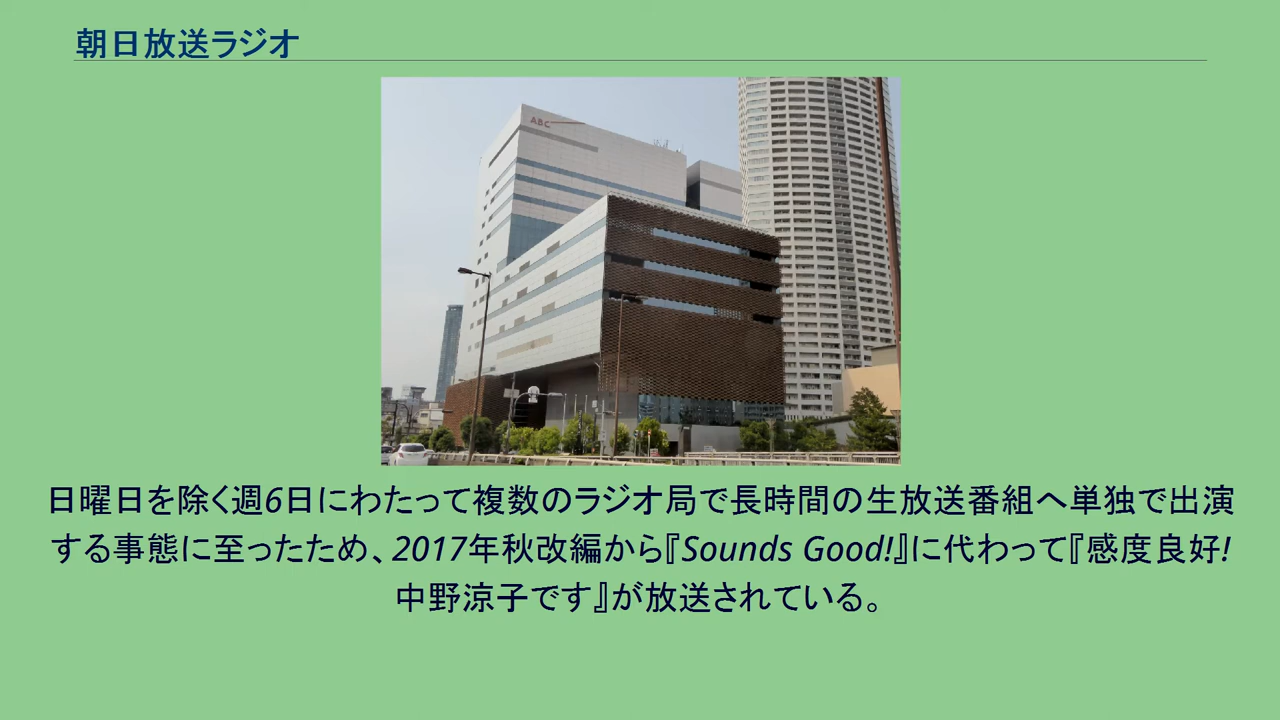 朝日放送ラジオ
ABC
日曜日を除く週6日にわたって複数のラジオ局で長時間の生放送番組へ単独で出演
する事態に至ったため、2017年秋改編から『Sounds Good!』に代わって『感度良好!
中野涼子です』が放送されている。